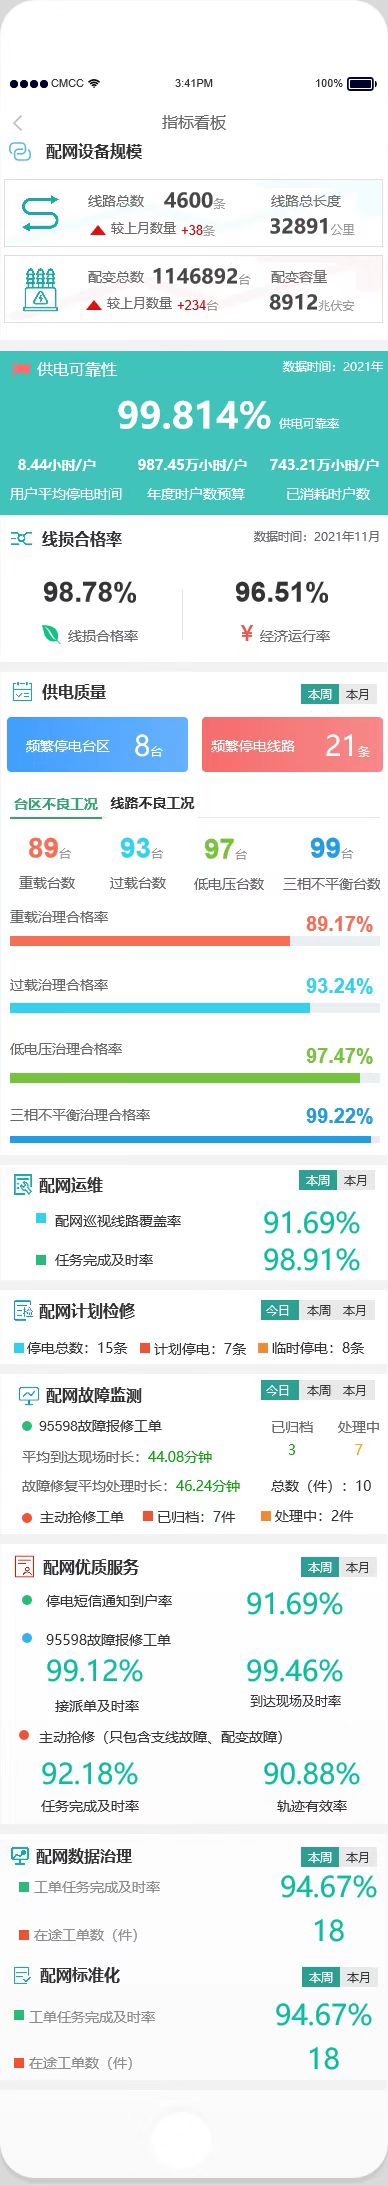 CMCC 3:41PM 100%
指标看板
配网设备规模
线路总数 4600条 线路总长度
较上月数量 +38条 32891公里
配变总数 1146892台 配变容量
较上月数量 +234台 8912兆伏安
供电可靠性 数据时间：2021年
99.814% 供电可靠率
8.44小时/户 987.45万小时/户 743.21万小时/户
用户平均停电时间 年度时户数预算 已消耗时户数
线损合格率 数据时间：2021年11月
98.78% 96.51%
线损合格率 ¥ 经济运行率
供电质量 本周 本月
频繁停电台区 8台 频繁停电线路 21条
台区不良工况 线路不良工况
89台 93台 97台 99台
重载台数 过载台数 低电压台数 三相不平衡台数
重载治理合格率 89.17%
过载治理合格率 93.24%
低电压治理合格率 97.47%
三相不平衡治理合格率 99.22%
配网运维 本周 本月
配网巡视线路覆盖率 91.69%
任务完成及时率 98.91%
配网计划检修 今日 本周 本月
停电总数：15条 计划停电：7条 临时停电：8条
配网故障监测 今日 本周 本月
95598故障报修工单 已归档 处理中
平均到达现场时长：44.08分钟 3 7
故障修复平均处理时长：46.24分钟 总数（件）：10
主动抢修工单 已归档：7件 处理中：2件
配网优质服务 本周 本月
停电短信通知到户率 91.69%
95598故障报修工单
99.12% 99.46%
接派单及时率 到达现场及时率
主动抢修（只包含支线故障、配变故障）
92.18% 90.88%
任务完成及时率 轨迹有效率
配网数据治理 本周 本月
工单任务完成及时率 94.67%
在途工单数（件） 18
配网标准化 本周 本月
工单任务完成及时率 94.67%
在途工单数（件） 18